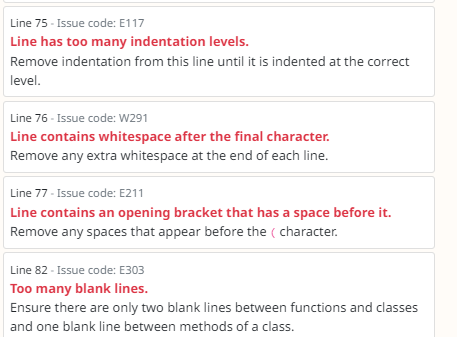 Line 75 - Issue code: E117
Line has too many indentation levels.
Remove indentation from this line until it is indented at the correct
level.
Line 76 - Issue code: W291
Line contains whitespace after the final character.
Remove any extra whitespace at the end of each line.
Line 77 - Issue code: E211
Line contains an opening bracket that has a space before it.
Remove any spaces that appear before the ( character.
Line 82 - Issue code: E303
Too many blank lines.
Ensure there are only two blank lines between functions and classes
and one blank line between methods of a class.